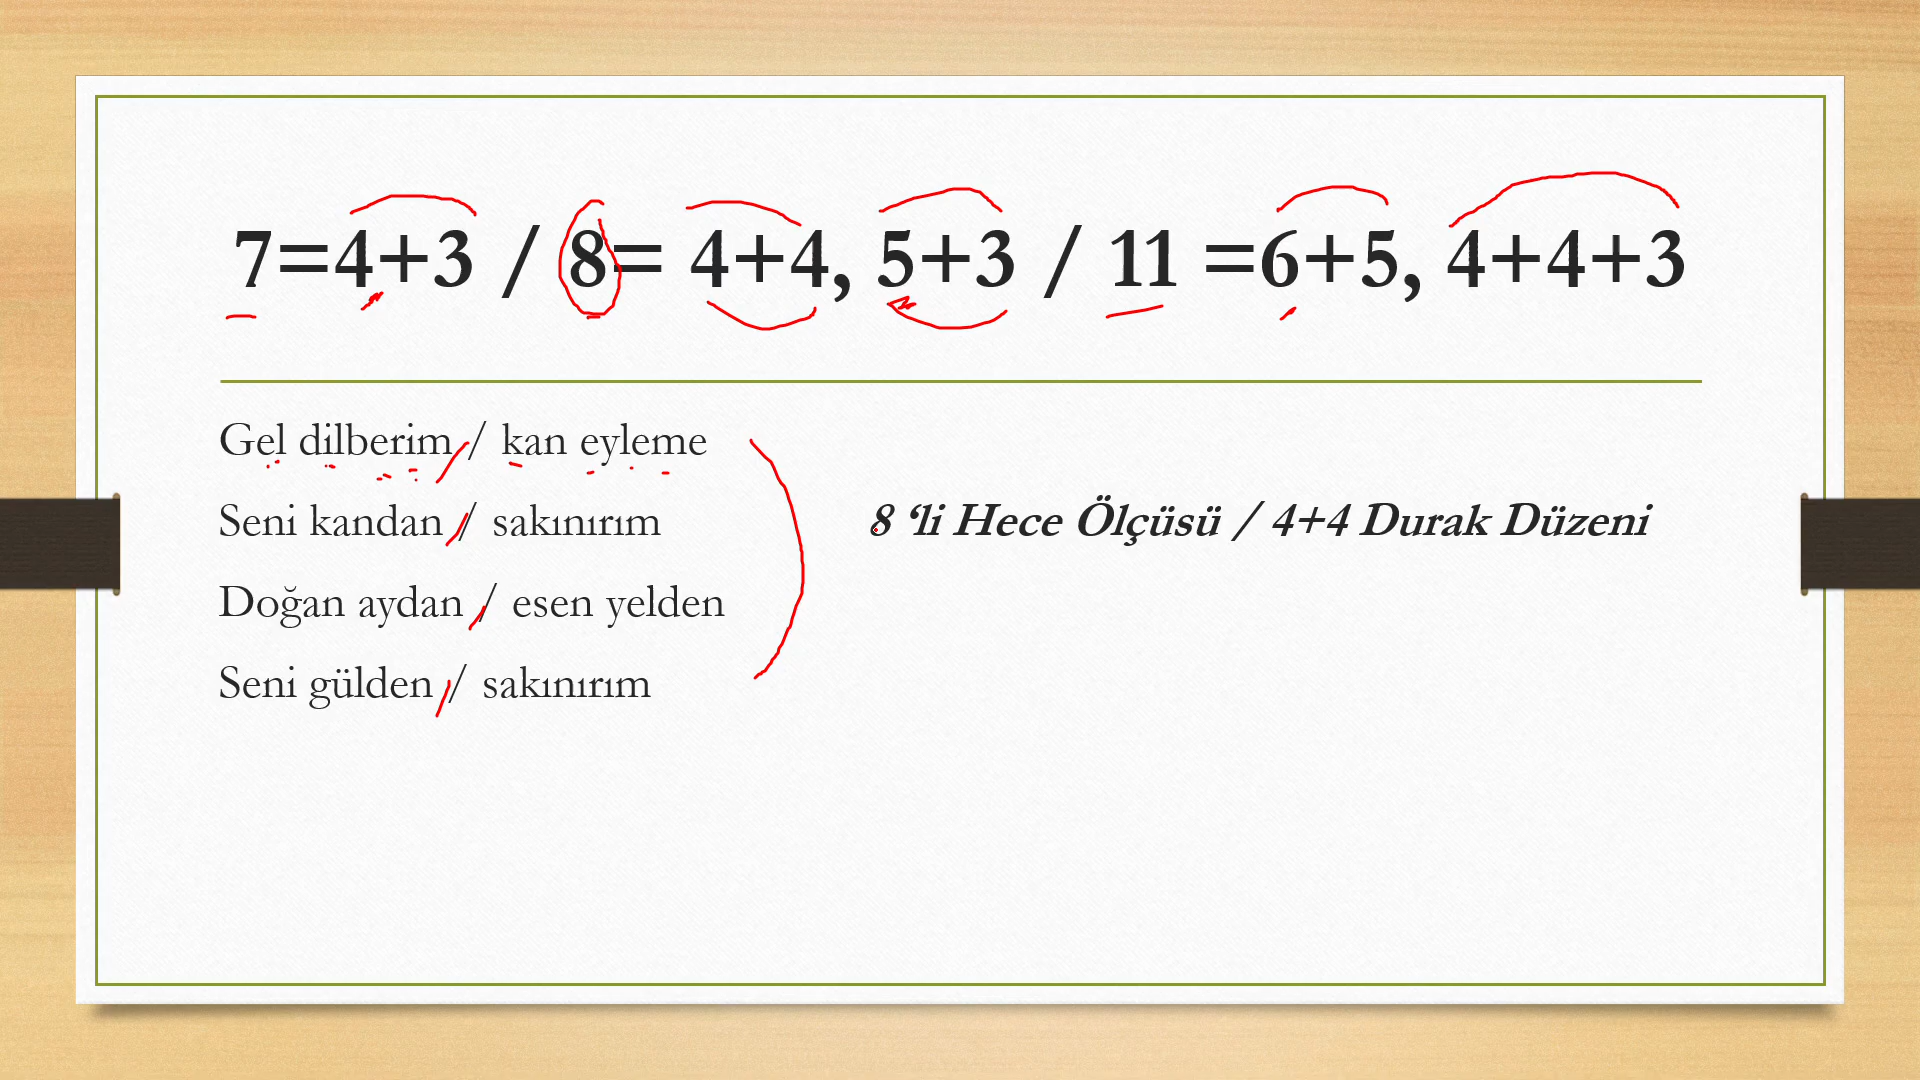 7=4+3 / 8= 4+4, 5+3 / 11 =6+5, 4+4+3
Gel dilberim / kan eyleme
Seni kandan / sakınırım
Doğan aydan / esen yelden
Seni gülden / sakınırım
8 ‘li Hece Ölçüsü / 4+4 Durak Düzeni